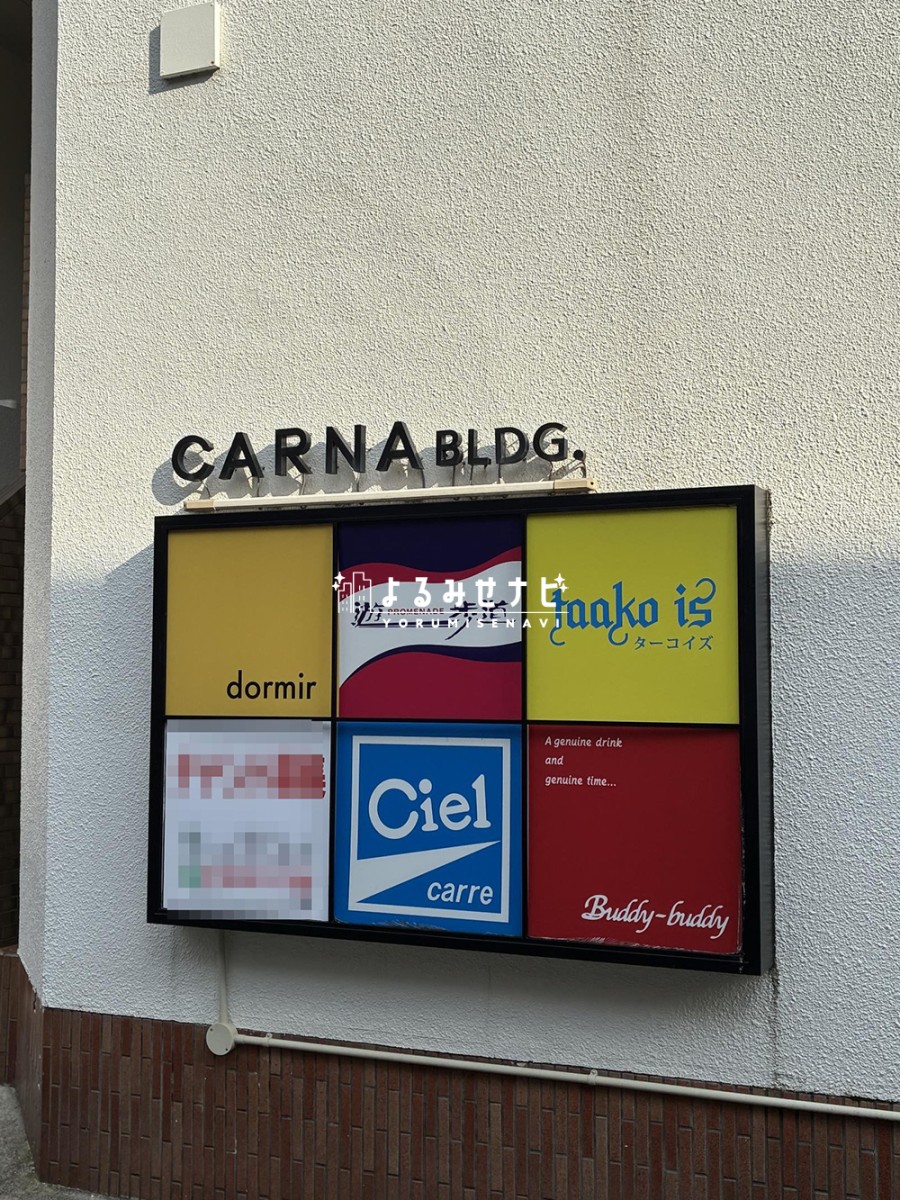 CARNA BLDG.
dormir
遊 PROMENADE 歩道
よるみせナビ
YORUMISENAVI
taako is
ターコイズ
Ciel
carre
A genuine drink
and
genuine time...
Buddy-buddy